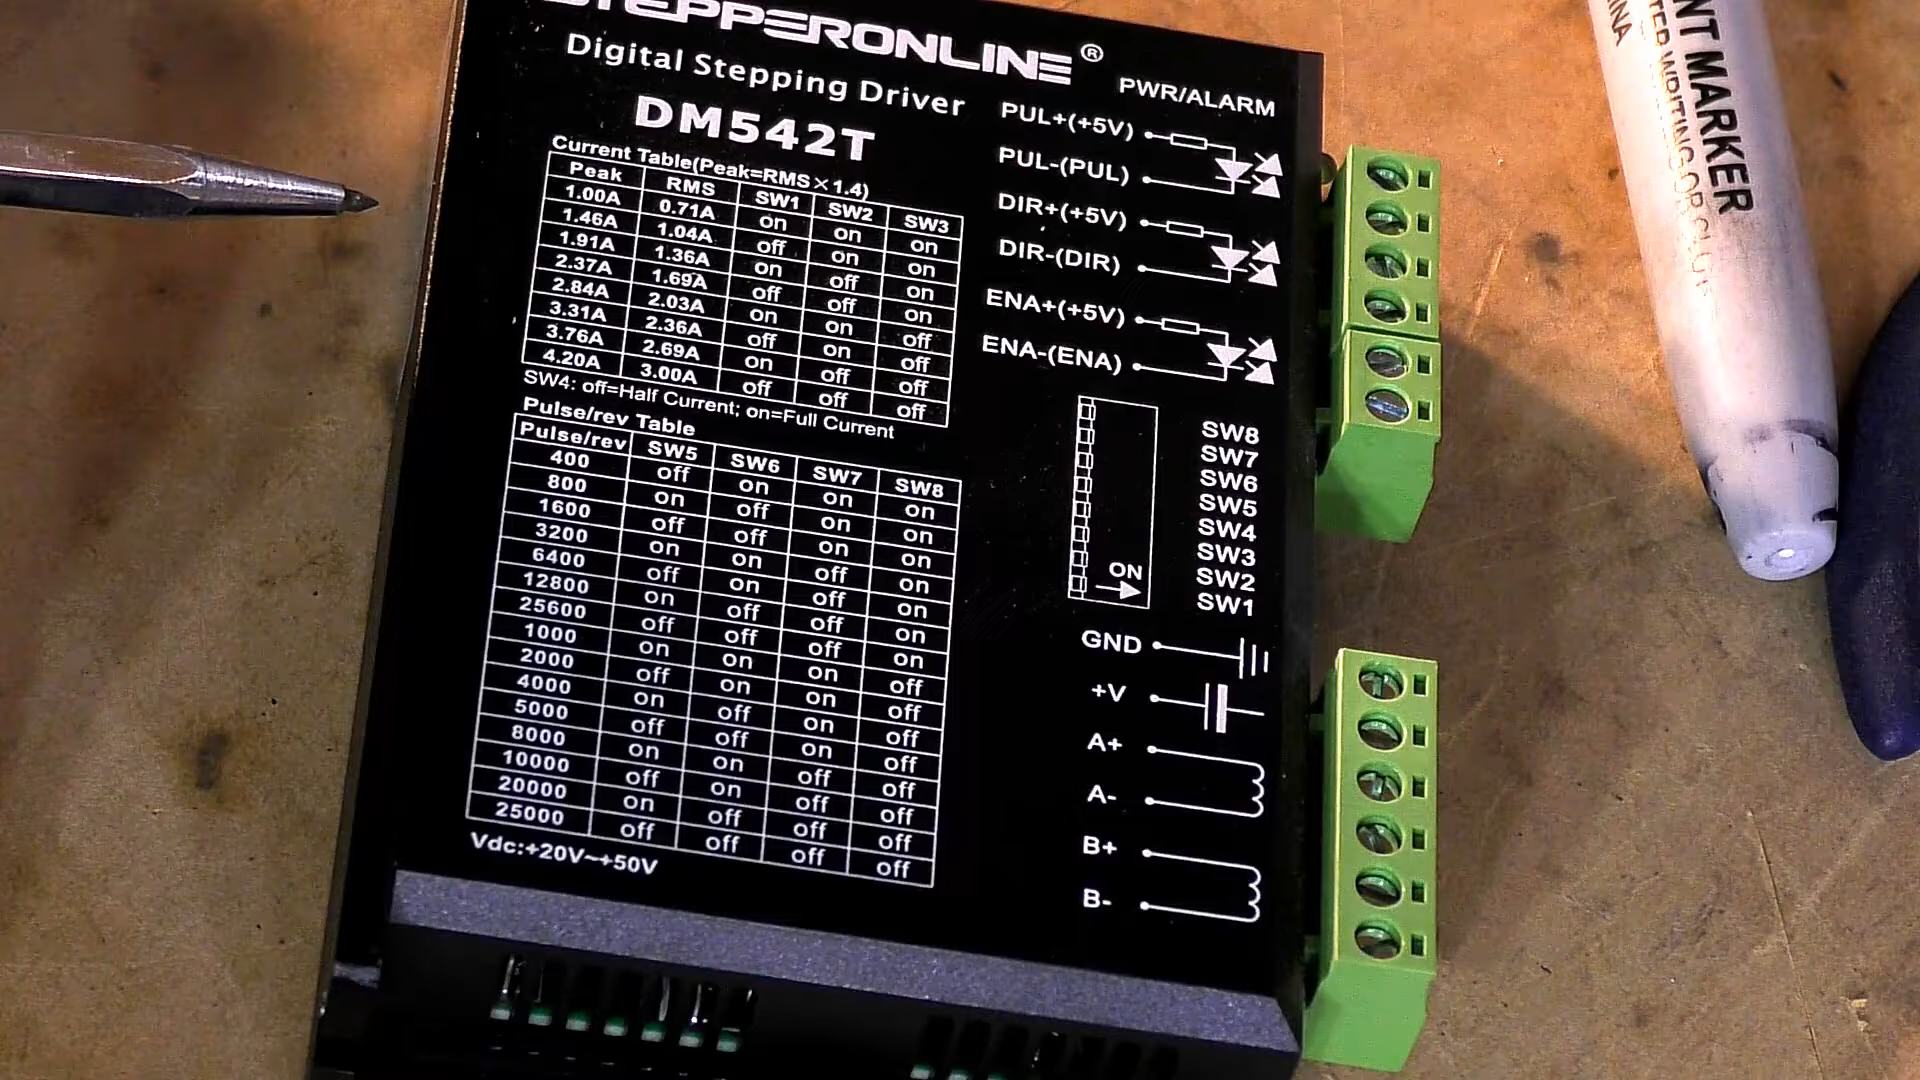 STEPPERONLINE®
Digital Stepping Driver
DM542T
PWR/ALARM
Current Table(Peak=RMS×1.4)
Peak RMS SW1 SW2 SW3
1.00A 0.71A on on on
1.46A 1.04A off on on
1.91A 1.36A on off on
2.37A 1.69A off off on
2.84A 2.03A on on off
3.31A 2.36A off on off
3.76A 2.69A on off off
4.20A 3.00A off off off
SW4: off=Half Current; on=Full Current
Pulse/rev Table
Pulse/rev SW5 SW6 SW7 SW8
400 off on on on
800 on off on on
1600 off off on on
3200 on on off on
6400 off on off on
12800 on off off on
25600 off off off on
1000 on on on off
2000 off on on off
4000 on off on off
5000 off off on off
8000 on on off off
10000 off on off off
20000 on off off off
25000 off off off off
Vdc:+20V~+50V
PUL+(+5V)
PUL-(PUL)
DIR+(+5V)
DIR-(DIR)
ENA+(+5V)
ENA-(ENA)
SW8
SW7
SW6
SW5
SW4
SW3
SW2
SW1
ON
GND
+V
A+
A-
B+
B-
NT MARKER
TER WRITING OR
INA